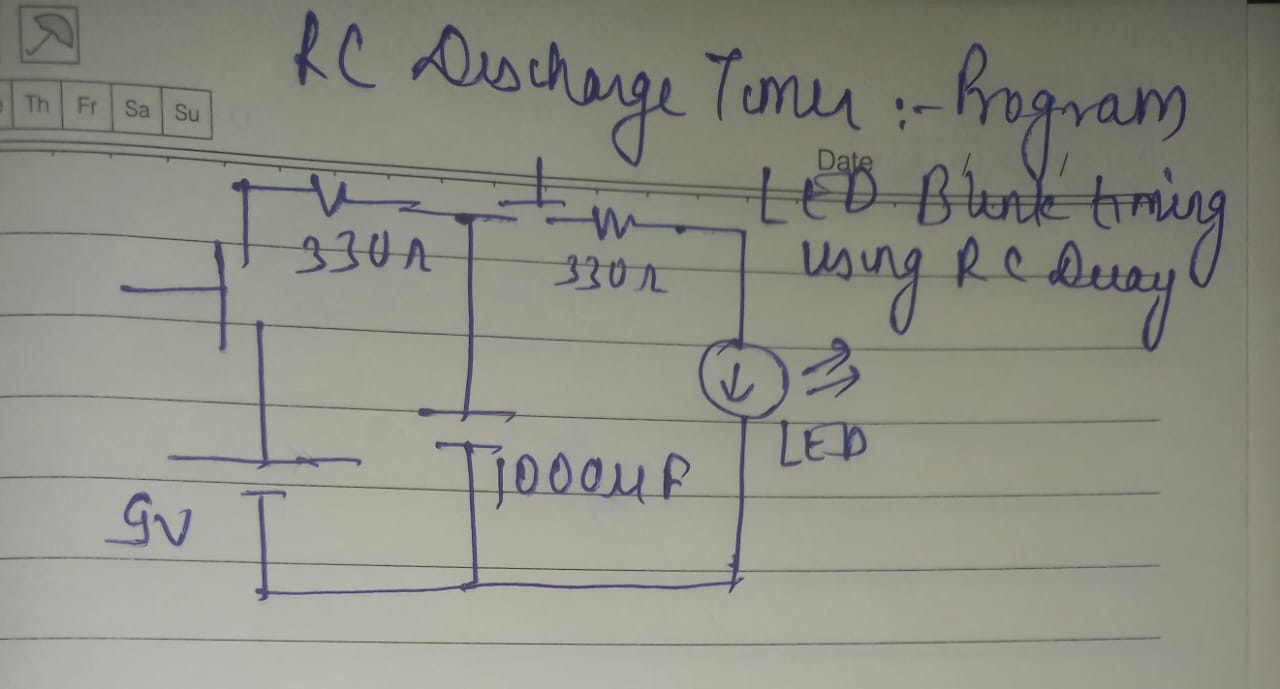 Th Fr Sa Su
RC Discharge Timer :- Program
Date
LED Blink timing
using RC Decay
330Ω
330Ω
LED
1000μF
9V